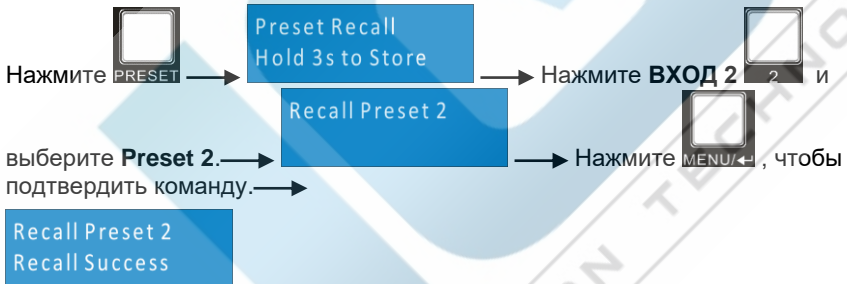 Preset Recall
Hold 3s to Store
Нажмите PRESET Нажмите ВХОД 2 2 и
Recall Preset 2
выберите Preset 2. Нажмите MENU/↵ , чтобы
подтвердить команду.
Recall Preset 2
Recall Success